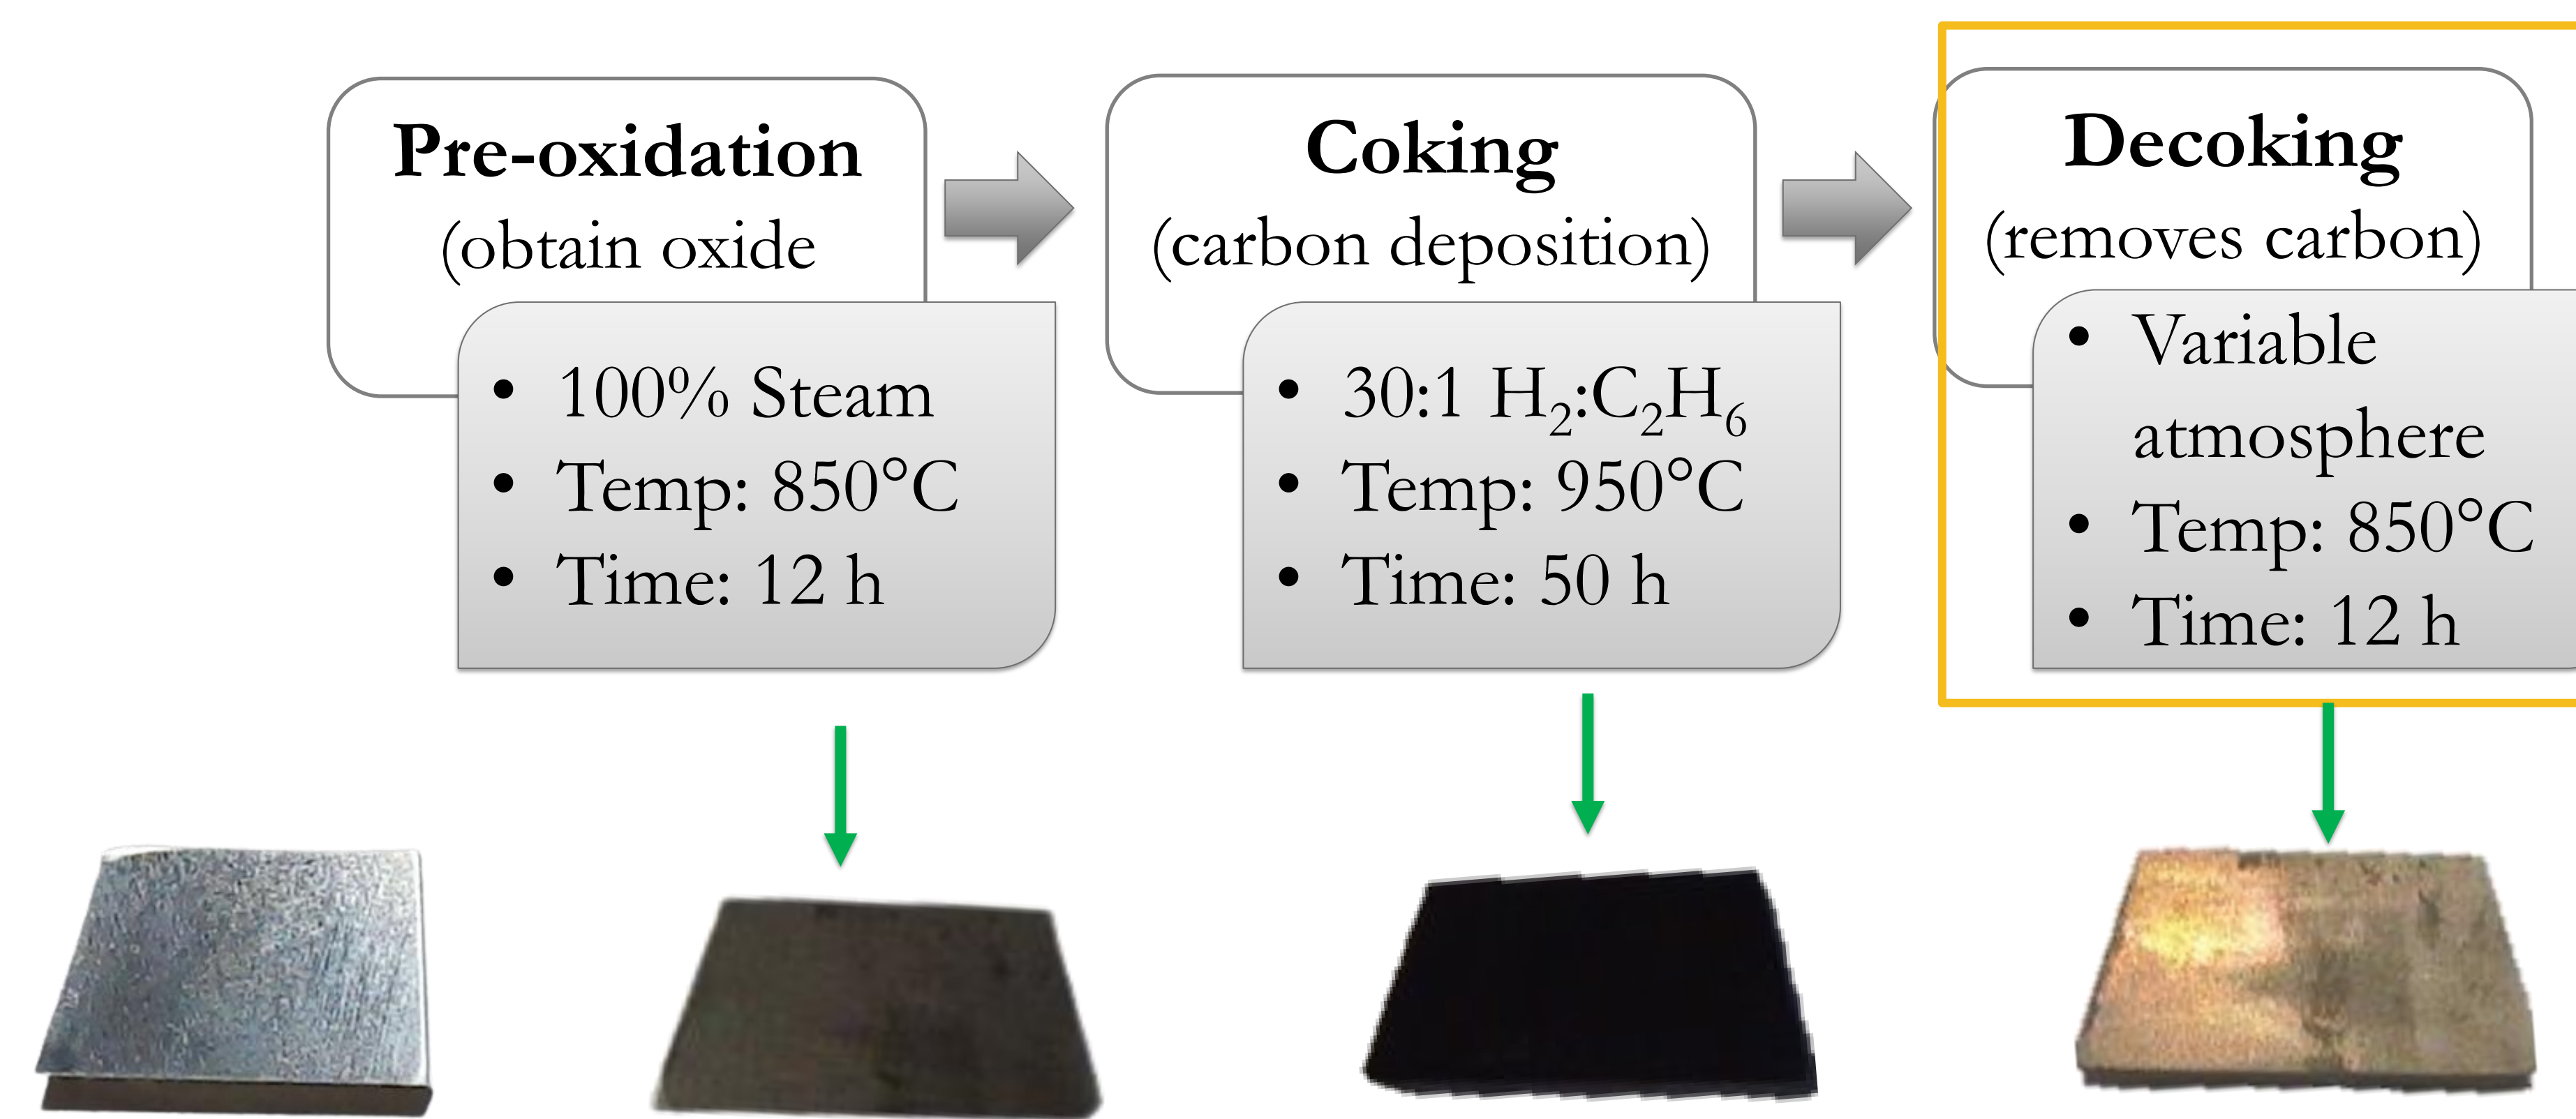 Pre-oxidation
(obtain oxide
• 100% Steam
• Temp: 850°C
• Time: 12 h
Coking
(carbon deposition)
• 30:1 H₂:C₂H₆
• Temp: 950°C
• Time: 50 h
Decoking
(removes carbon)
• Variable
atmosphere
• Temp: 850°C
• Time: 12 h